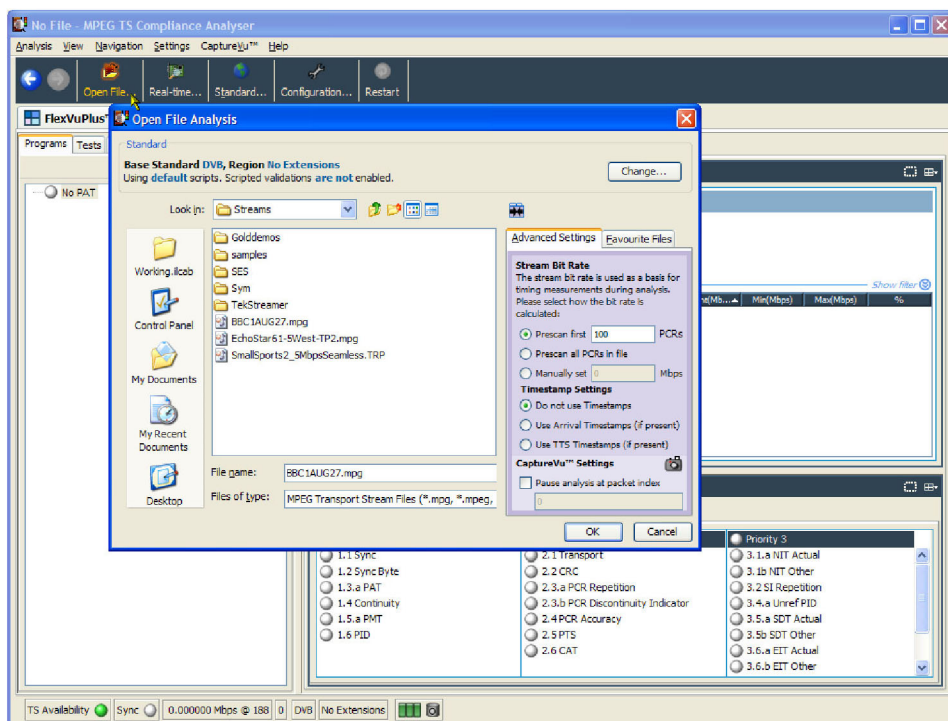 No File - MPEG TS Compliance Analyser
Analysis View Navigation Settings CaptureVu™ Help
Open File... Real-time... Standard... Configuration... Restart
FlexVuPlus™
Open File Analysis
Programs Tests
Standard
Base Standard DVB, Region No Extensions
Using default scripts. Scripted validations are not enabled.
Change...
No PAT
Look in: Streams
Working.ilcab
Control Panel
My Documents
My Recent
Documents
Desktop
Golddemos
samples
SES
Sym
TekStreamer
BBC1AUG27.mpg
EchoStar61-5West-TP2.mpg
SmallSports2_5MbpsSeamless.TRP
File name: BBC1AUG27.mpg
Files of type: MPEG Transport Stream Files (*.mpg, *.mpeg,
Advanced Settings Favourite Files
Stream Bit Rate
The stream bit rate is used as a basis for
timing measurements during analysis.
Please select how the bit rate is
calculated:
Prescan first 100 PCRs
Prescan all PCRs in file
Manually set 0 Mbps
Timestamp Settings
Do not use Timestamps
Use Arrival Timestamps (if present)
Use TTS Timestamps (if present)
CaptureVu™ Settings
Pause analysis at packet index
0
OK Cancel
Show filter
Min(Mbps) Max(Mbps) %
Priority 3
1.1 Sync
1.2 Sync Byte
1.3.a PAT
1.4 Continuity
1.5.a PMT
1.6 PID
2.1 Transport
2.2 CRC
2.3.a PCR Repetition
2.3.b PCR Discontinuity Indicator
2.4 PCR Accuracy
2.5 PTS
2.6 CAT
3.1.a NIT Actual
3.1b NIT Other
3.2 SI Repetition
3.4.a Unref PID
3.5.a SDT Actual
3.5b SDT Other
3.6.a EIT Actual
3.6.b EIT Other
TS Availability Sync 0.000000 Mbps @ 188 0 DVB No Extensions